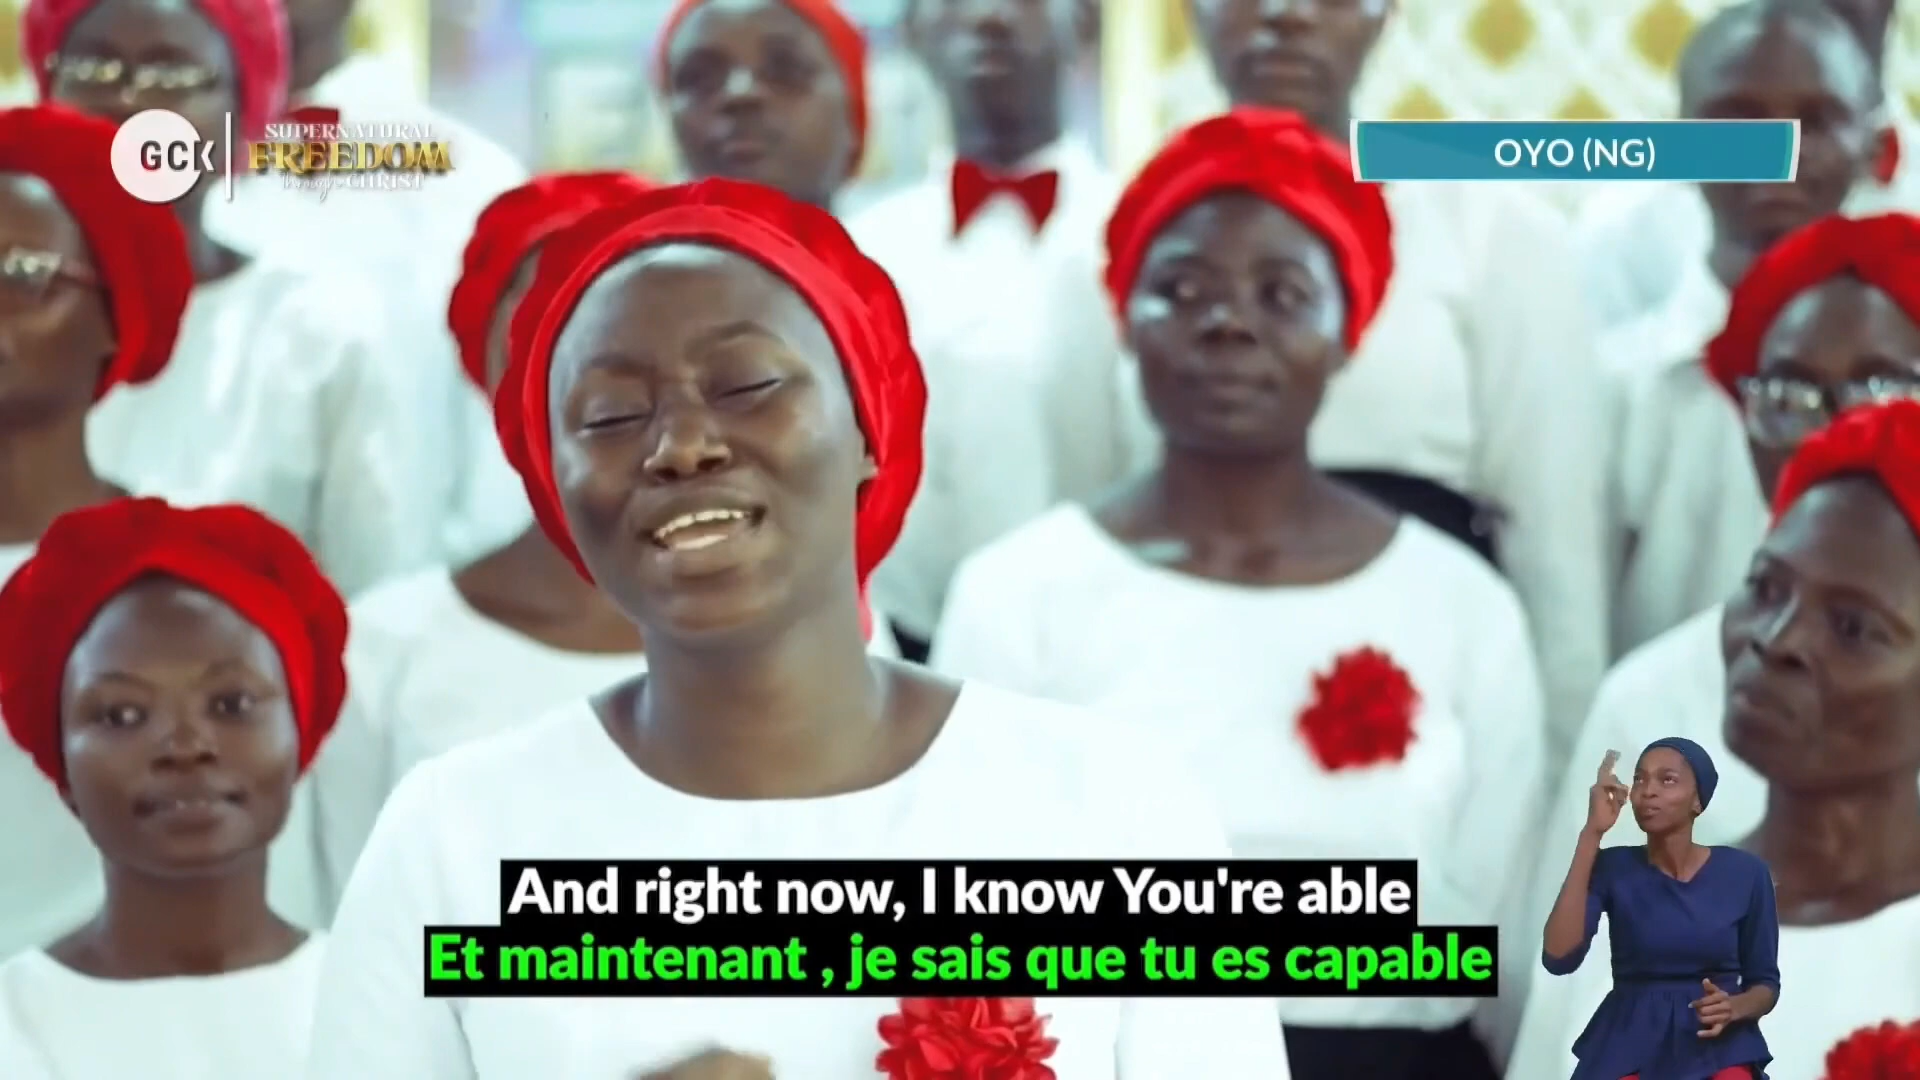 GCK
SUPERNATURAL
FREEDOM
through CHRIST
OYO (NG)
And right now, I know You're able
Et maintenant , je sais que tu es capable